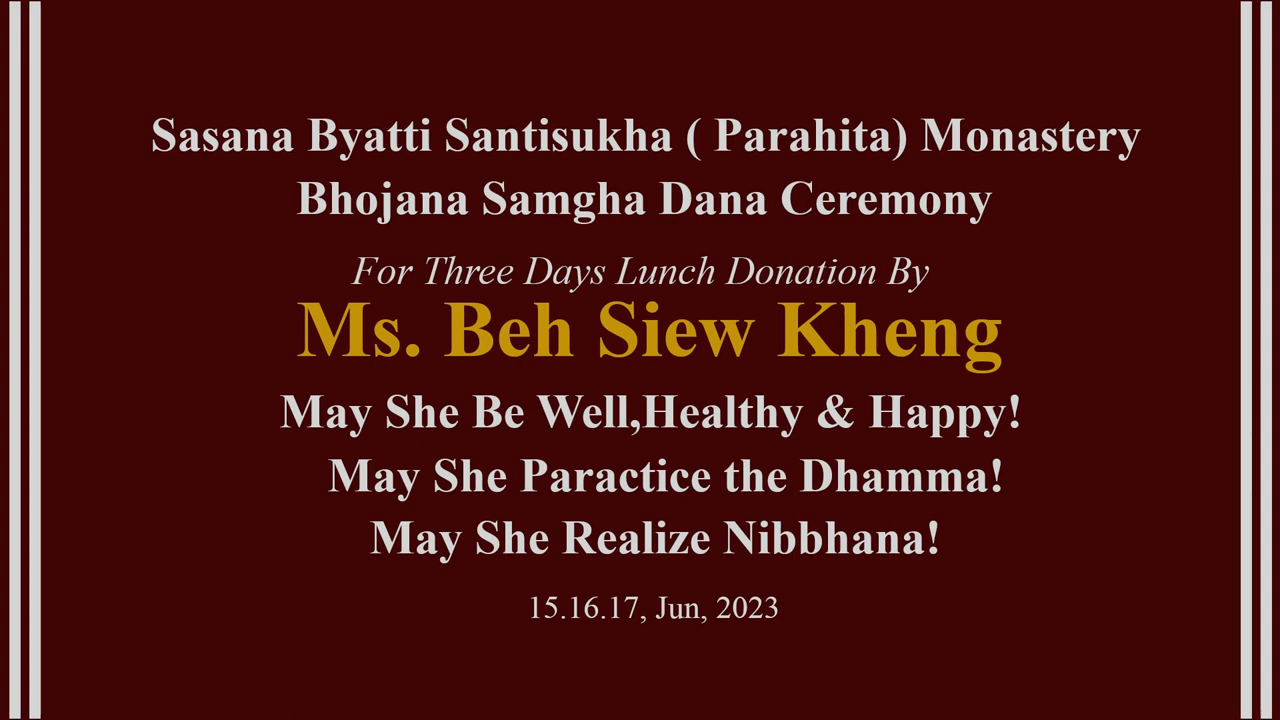 Sasana Byatti Santisukha ( Parahita) Monastery
Bhojana Samgha Dana Ceremony
For Three Days Lunch Donation By
Ms. Beh Siew Kheng
May She Be Well,Healthy & Happy!
May She Paractice the Dhamma!
May She Realize Nibbhana!
15.16.17, Jun, 2023